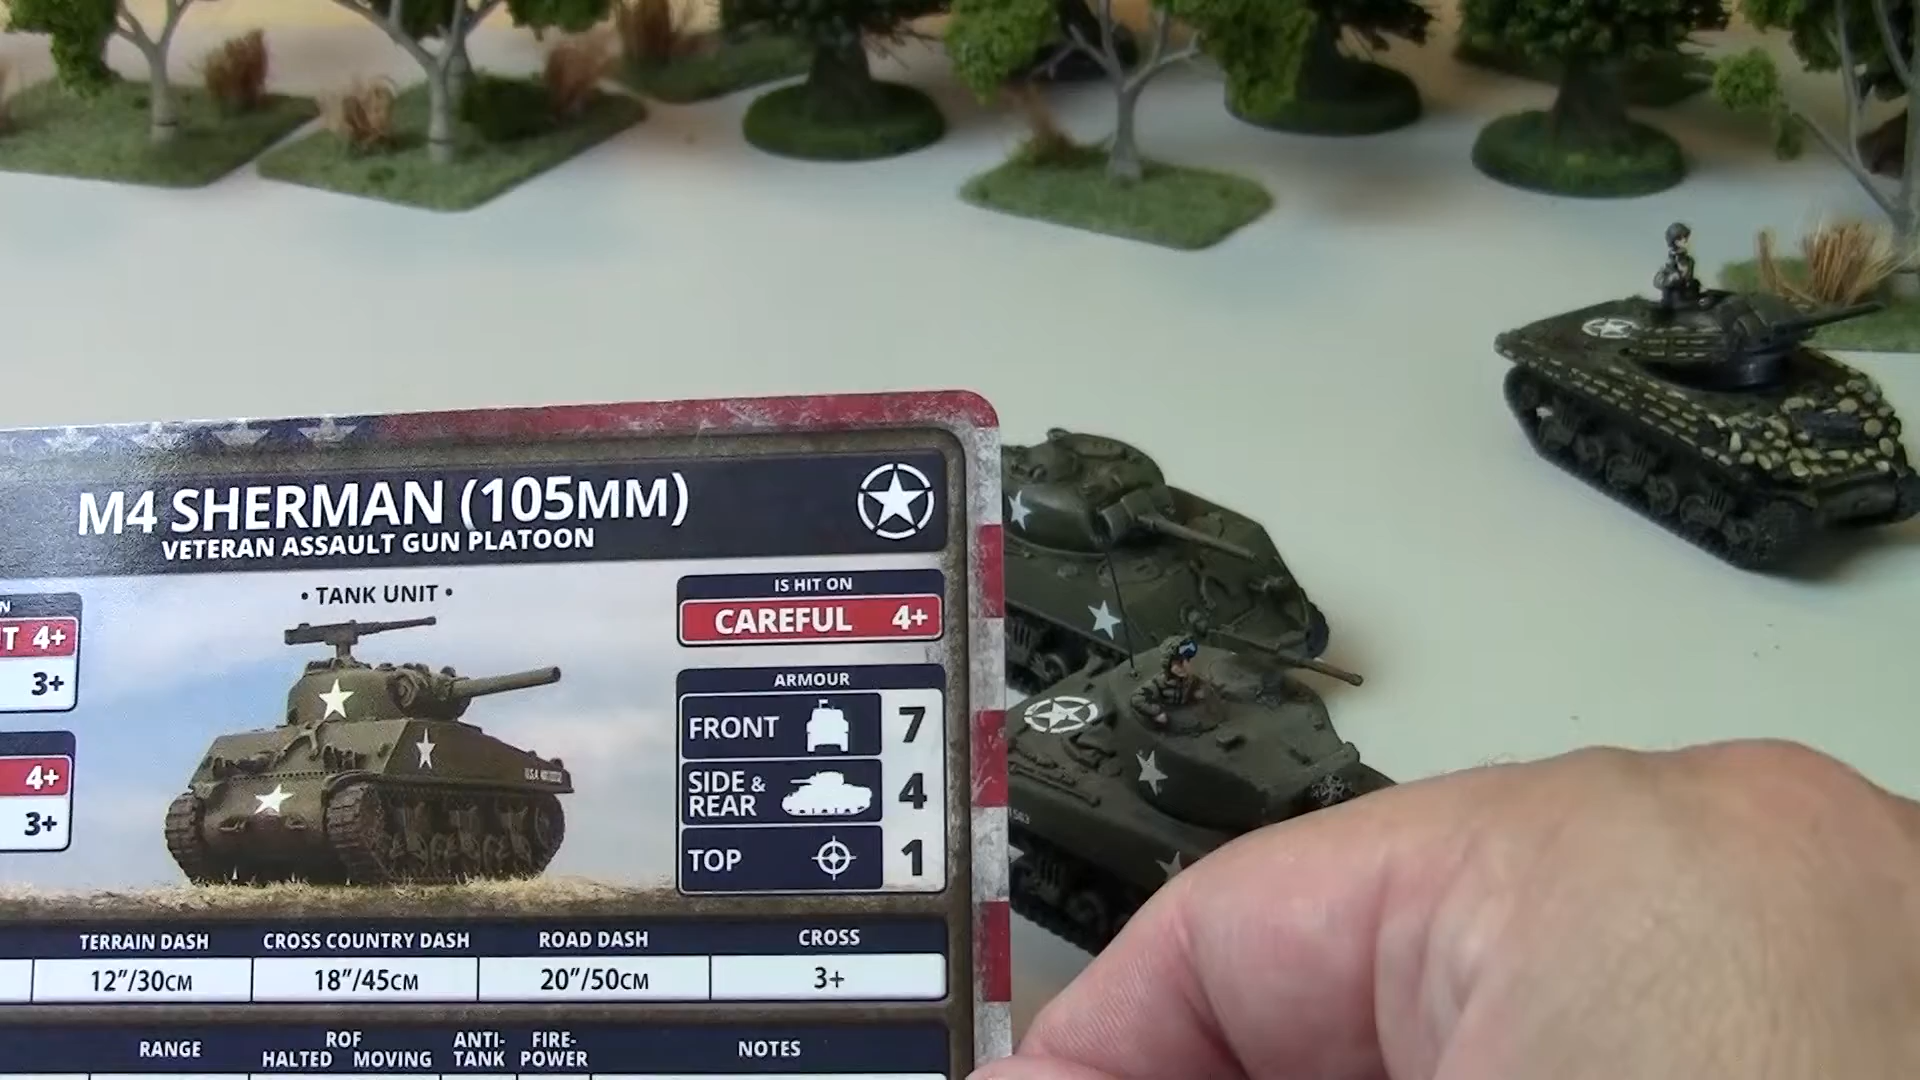 M4 SHERMAN (105MM)
VETERAN ASSAULT GUN PLATOON
• TANK UNIT •
4+
3+
4+
3+
IS HIT ON
CAREFUL 4+
ARMOUR
FRONT 7
SIDE & REAR 4
TOP 1
TERRAIN DASH CROSS COUNTRY DASH ROAD DASH CROSS
12"/30CM 18"/45CM 20"/50CM 3+
RANGE ROF HALTED MOVING ANTI-TANK FIRE-POWER NOTES